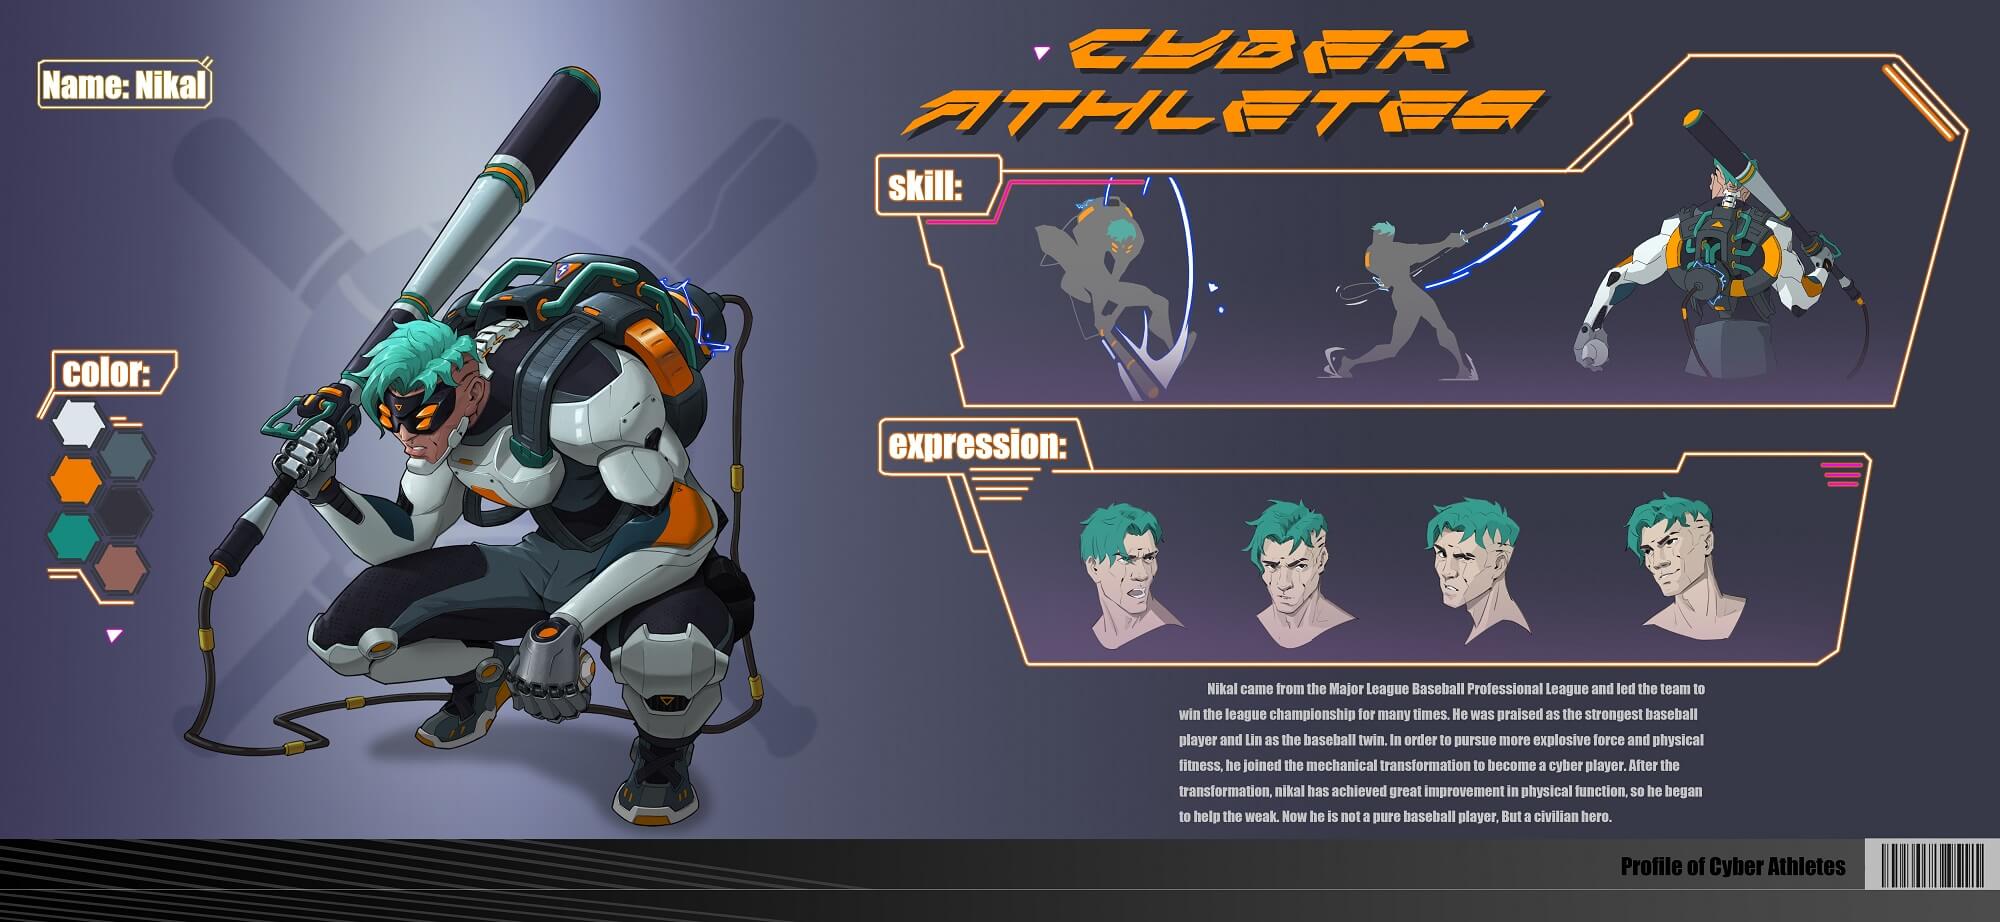 Name: Nikal
CYBER
ATHLETES
skill:
color:
expression:
Nikal came from the Major League Baseball Professional League and led the team to
win the league championship for many times. He was praised as the strongest baseball
player and Lin as the baseball twin. In order to pursue more explosive force and physical
fitness, he joined the mechanical transformation to become a cyber player. After the
transformation, nikal has achieved great improvement in physical function, so he began
to help the weak. Now he is not a pure baseball player, But a civilian hero.
Profile of Cyber Athletes